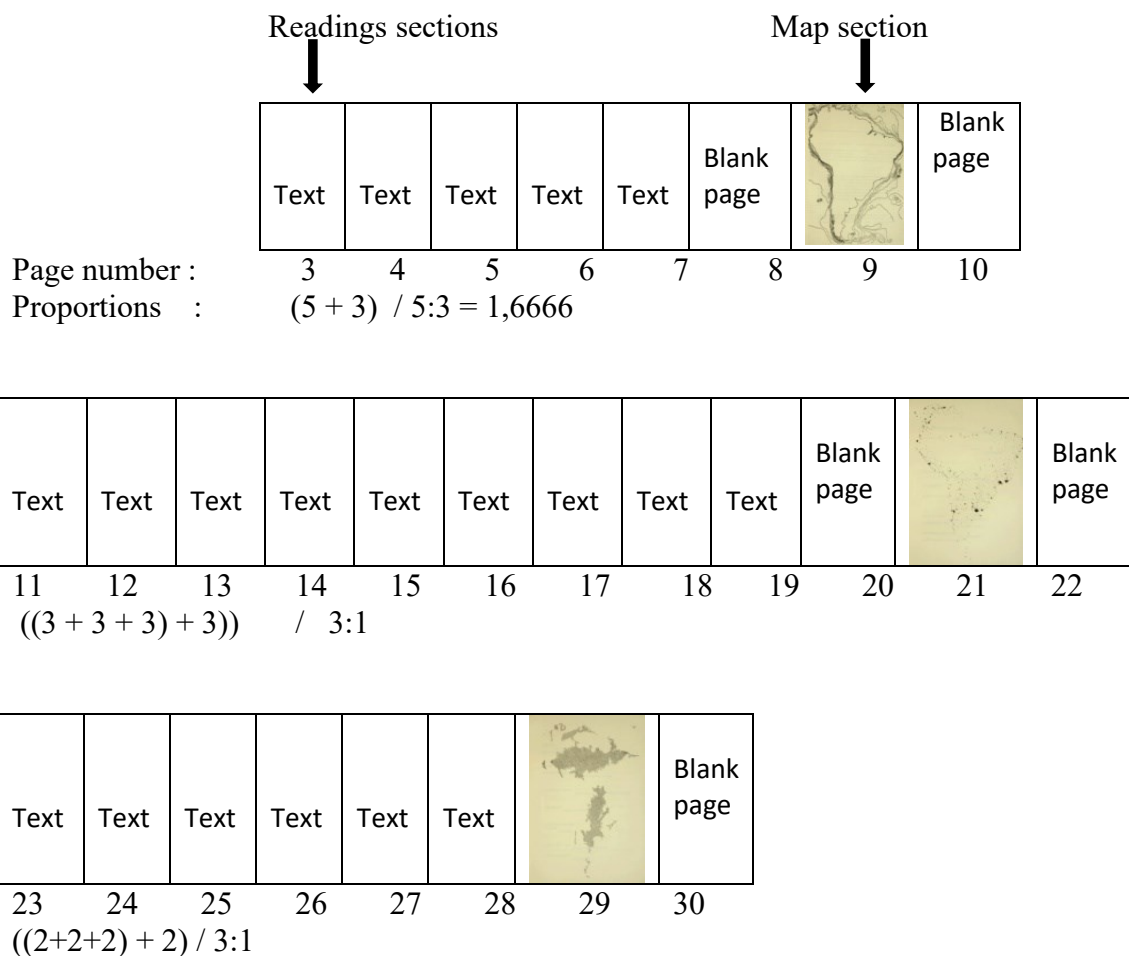 Readings sections Map section
Text Text Text Text Text Blank page Blank page
Page number : 3 4 5 6 7 8 9 10
Proportions : (5 + 3) / 5:3 = 1,6666
Text Text Text Text Text Text Text Text Text Blank page Blank page
11 12 13 14 15 16 17 18 19 20 21 22
((3 + 3 + 3) + 3)) / 3:1
Text Text Text Text Text Text Blank page
23 24 25 26 27 28 29 30
((2+2+2) + 2) / 3:1